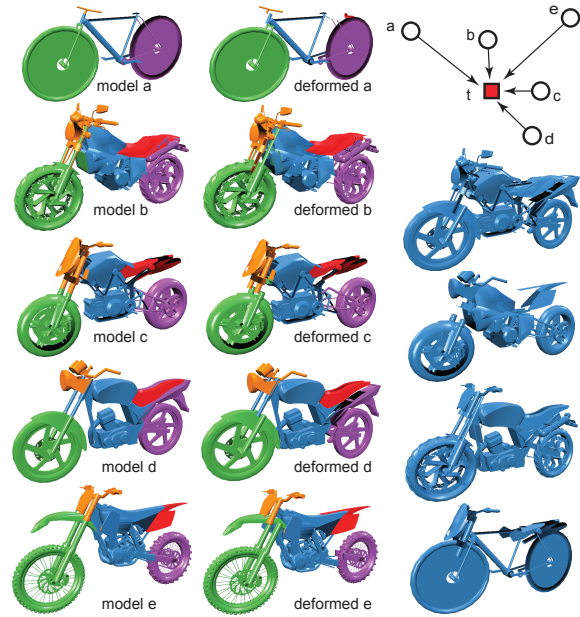 model a
deformed a
model b
deformed b
model c
deformed c
model d
deformed d
model e
deformed e
a
b
e
t
c
d